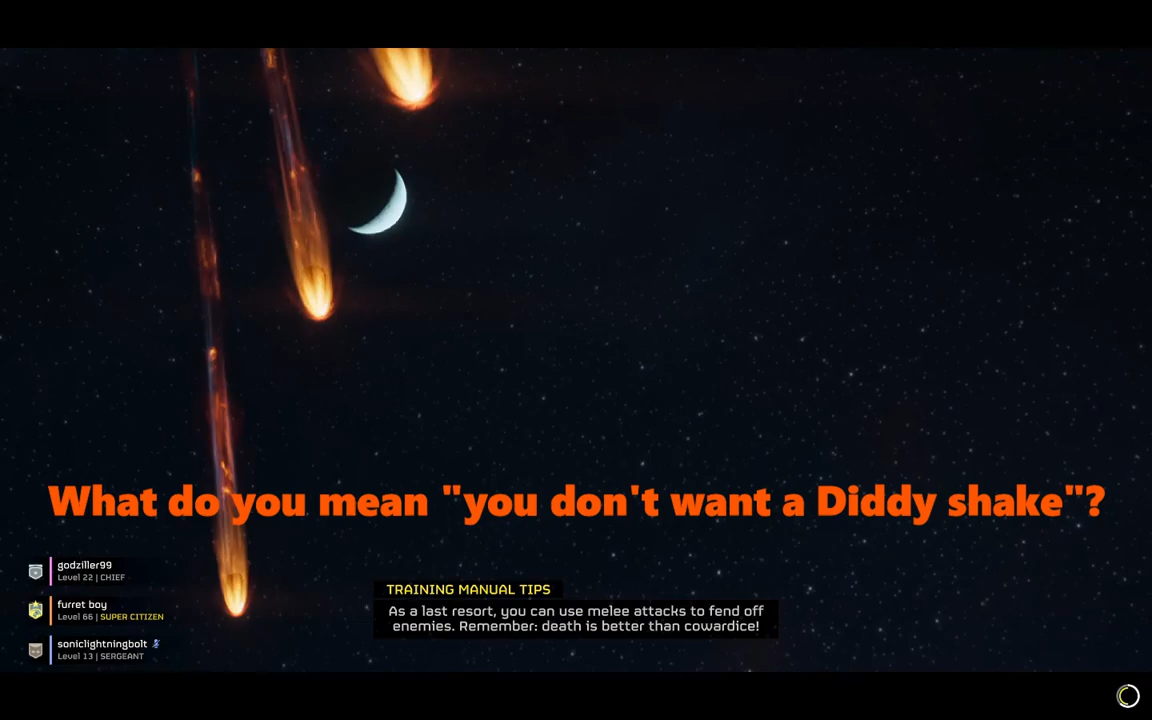 What do you mean "you don't want a Diddy shake"?
godziller99
Level 22 | CHIEF
furret boy
Level 66 | SUPER CITIZEN
soniclightningbolt
Level 13 | SERGEANT
TRAINING MANUAL TIPS
As a last resort, you can use melee attacks to fend off
enemies. Remember: death is better than cowardice!